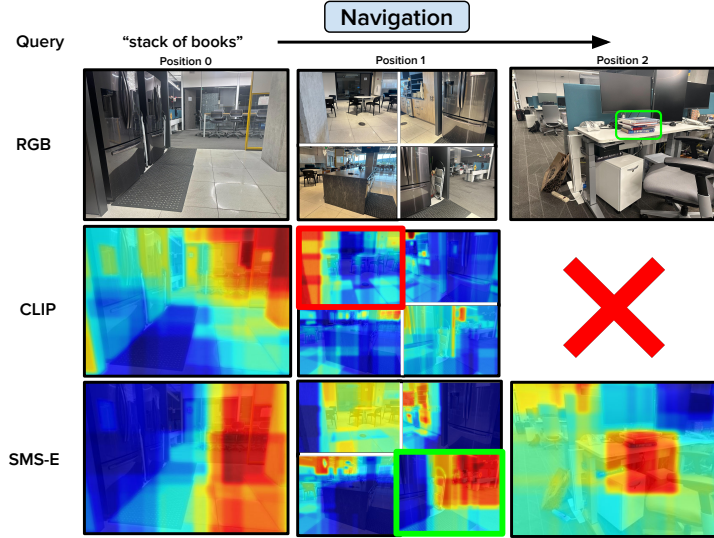 Navigation
Query
“stack of books”
Position 0
Position 1
Position 2
RGB
CLIP
SMS-E